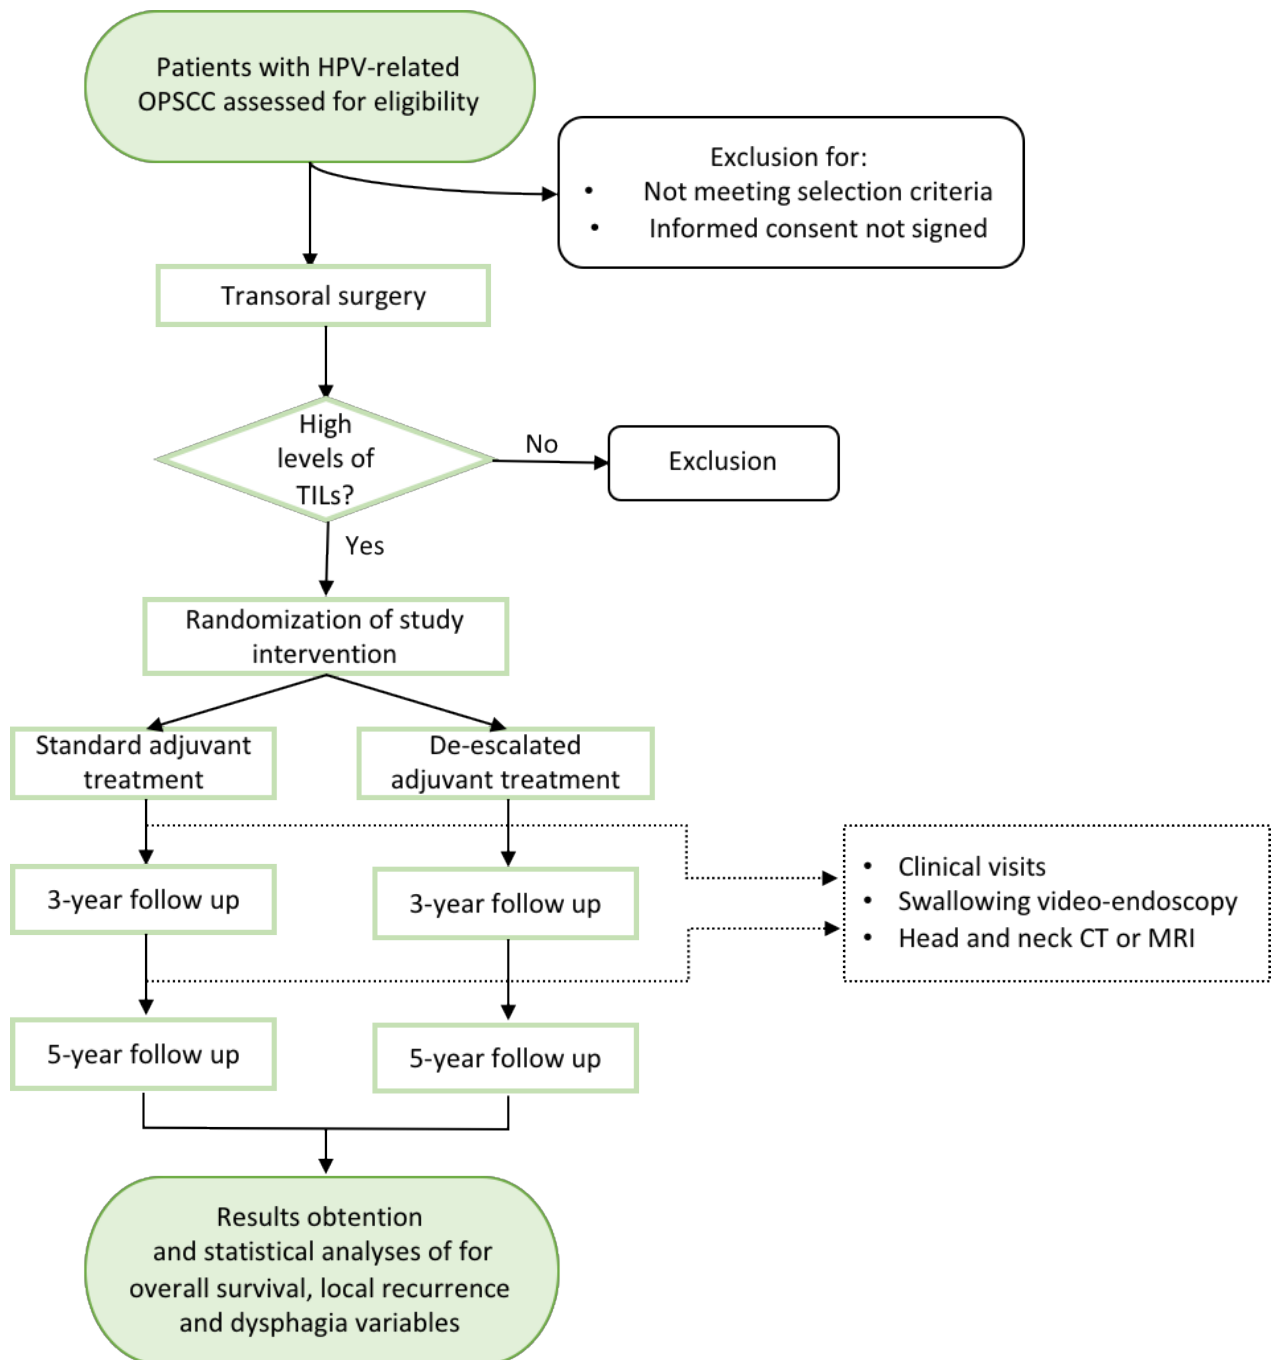 Patients with HPV-related
OPSCC assessed for eligibility
Exclusion for:
• Not meeting selection criteria
• Informed consent not signed
Transoral surgery
High
levels of
TILs?
No
Exclusion
Yes
Randomization of study
intervention
Standard adjuvant
treatment
De-escalated
adjuvant treatment
• Clinical visits
• Swallowing video-endoscopy
• Head and neck CT or MRI
3-year follow up
3-year follow up
5-year follow up
5-year follow up
Results obtention
and statistical analyses of for
overall survival, local recurrence
and dysphagia variables